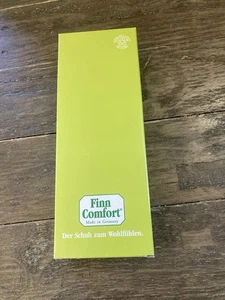 Finn
Comfort®
Made in Germany
Der Schuh zum Wohlfühlen.